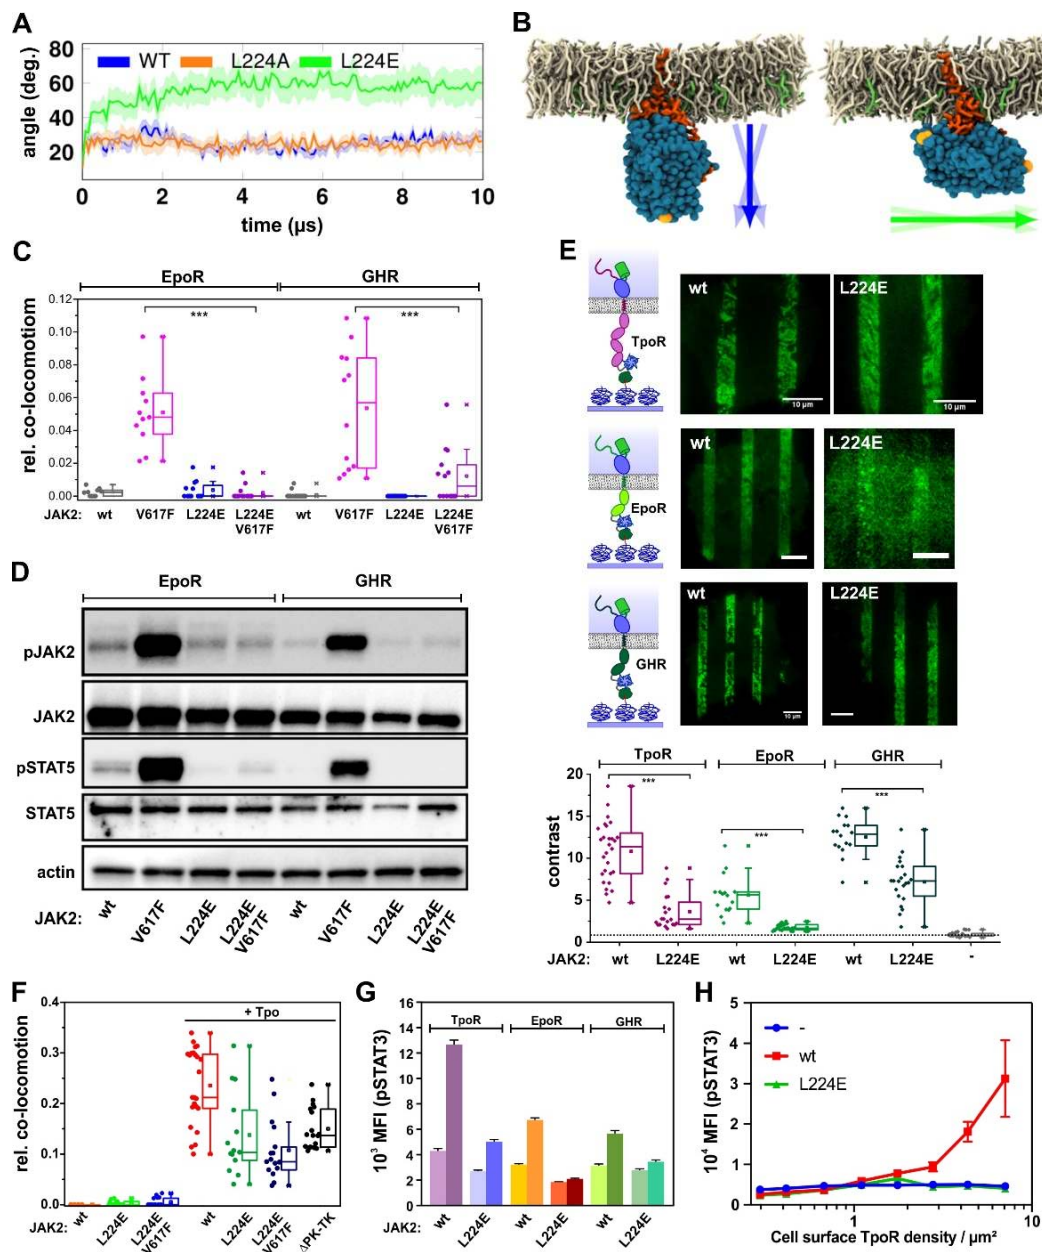 A
angle (deg.)
80
60
40
20
WT
L224A
L224E
0
2
4
6
8
10
time (µs)
B
C
EpoR
GHR
rel. co-locomotiom
0.12
0.10
0.08
0.06
0.04
0.02
0.00
***
***
JAK2:
wt
V617F
L224E
L224E
V617F
wt
V617F
L224E
L224E
V617F
D
EpoR
GHR
pJAK2
JAK2
pSTAT5
STAT5
actin
JAK2:
wt
V617F
L224E
L224E
V617F
wt
V617F
L224E
L224E
V617F
E
TpoR
wt
10 µm
L224E
10 µm
EpoR
wt
L224E
GHR
wt
10 µm
L224E
TpoR
EpoR
GHR
contrast
20
15
10
5
0
***
***
***
JAK2:
wt
L224E
wt
L224E
wt
L224E
-
F
rel. co-locomotion
0.4
0.3
0.2
0.1
0.0
+ Tpo
JAK2:
wt
L224E
L224E
V617F
wt
L224E
L224E
V617F
ΔPK-TK
G
10³ MFI (pSTAT3)
16
14
12
10
8
6
4
2
0
TpoR
EpoR
GHR
JAK2:
wt
L224E
wt
L224E
wt
L224E
H
10⁴ MFI (pSTAT3)
5
4
3
2
1
0
-
wt
L224E
1
10
Cell surface TpoR density / µm²